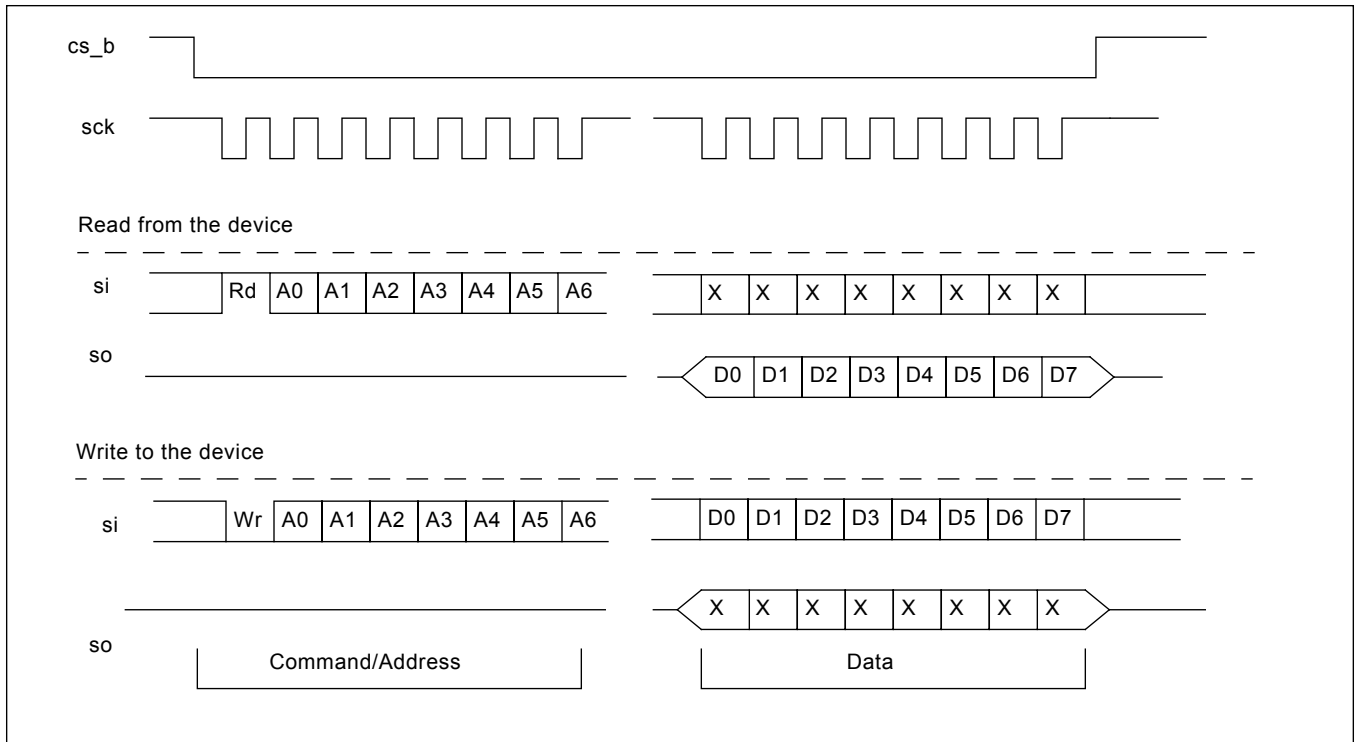 cs_b
sck
Read from the device
si Rd A0 A1 A2 A3 A4 A5 A6 X X X X X X X X
so D0 D1 D2 D3 D4 D5 D6 D7
Write to the device
si Wr A0 A1 A2 A3 A4 A5 A6 D0 D1 D2 D3 D4 D5 D6 D7
so X X X X X X X X
Command/Address Data